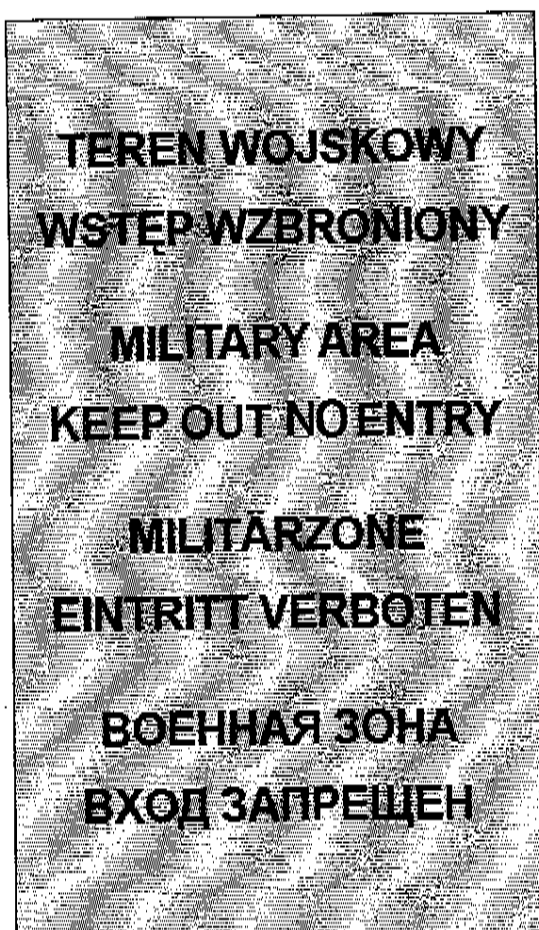 TEREN WOJSKOWY
WSTĘP WZBRONIONY
MILITARY AREA
KEEP OUT NO ENTRY
MILITÄRZONE
EINTRITT VERBOTEN
ВОЕННАЯ ЗОНА
ВХОД ЗАПРЕЩЕН